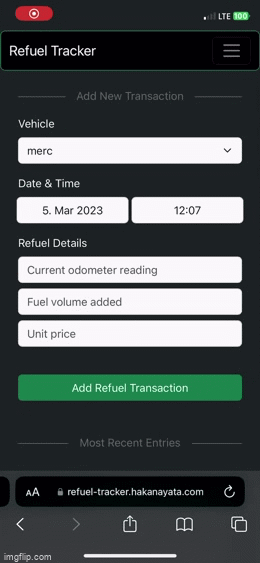 LTE 100
Refuel Tracker
Add New Transaction
Vehicle
merc
Date & Time
5. Mar 2023 12:07
Refuel Details
Current odometer reading
Fuel volume added
Unit price
Add Refuel Transaction
Most Recent Entries
AA refuel-tracker.hakanayata.com
imgflip.com